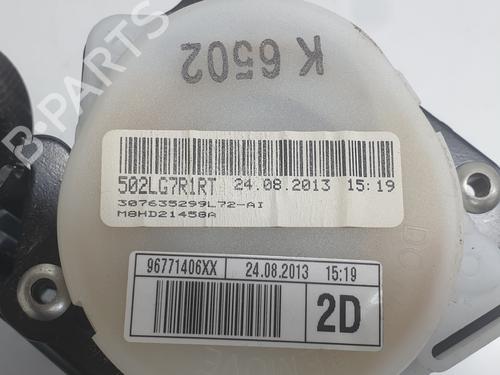 K 6502
502LG7R1RT 24.08.2013 15:19
307635299L72-AI
M8HD21458A
96771406XX 24.08.2013 15:19
2D
B-PARTS